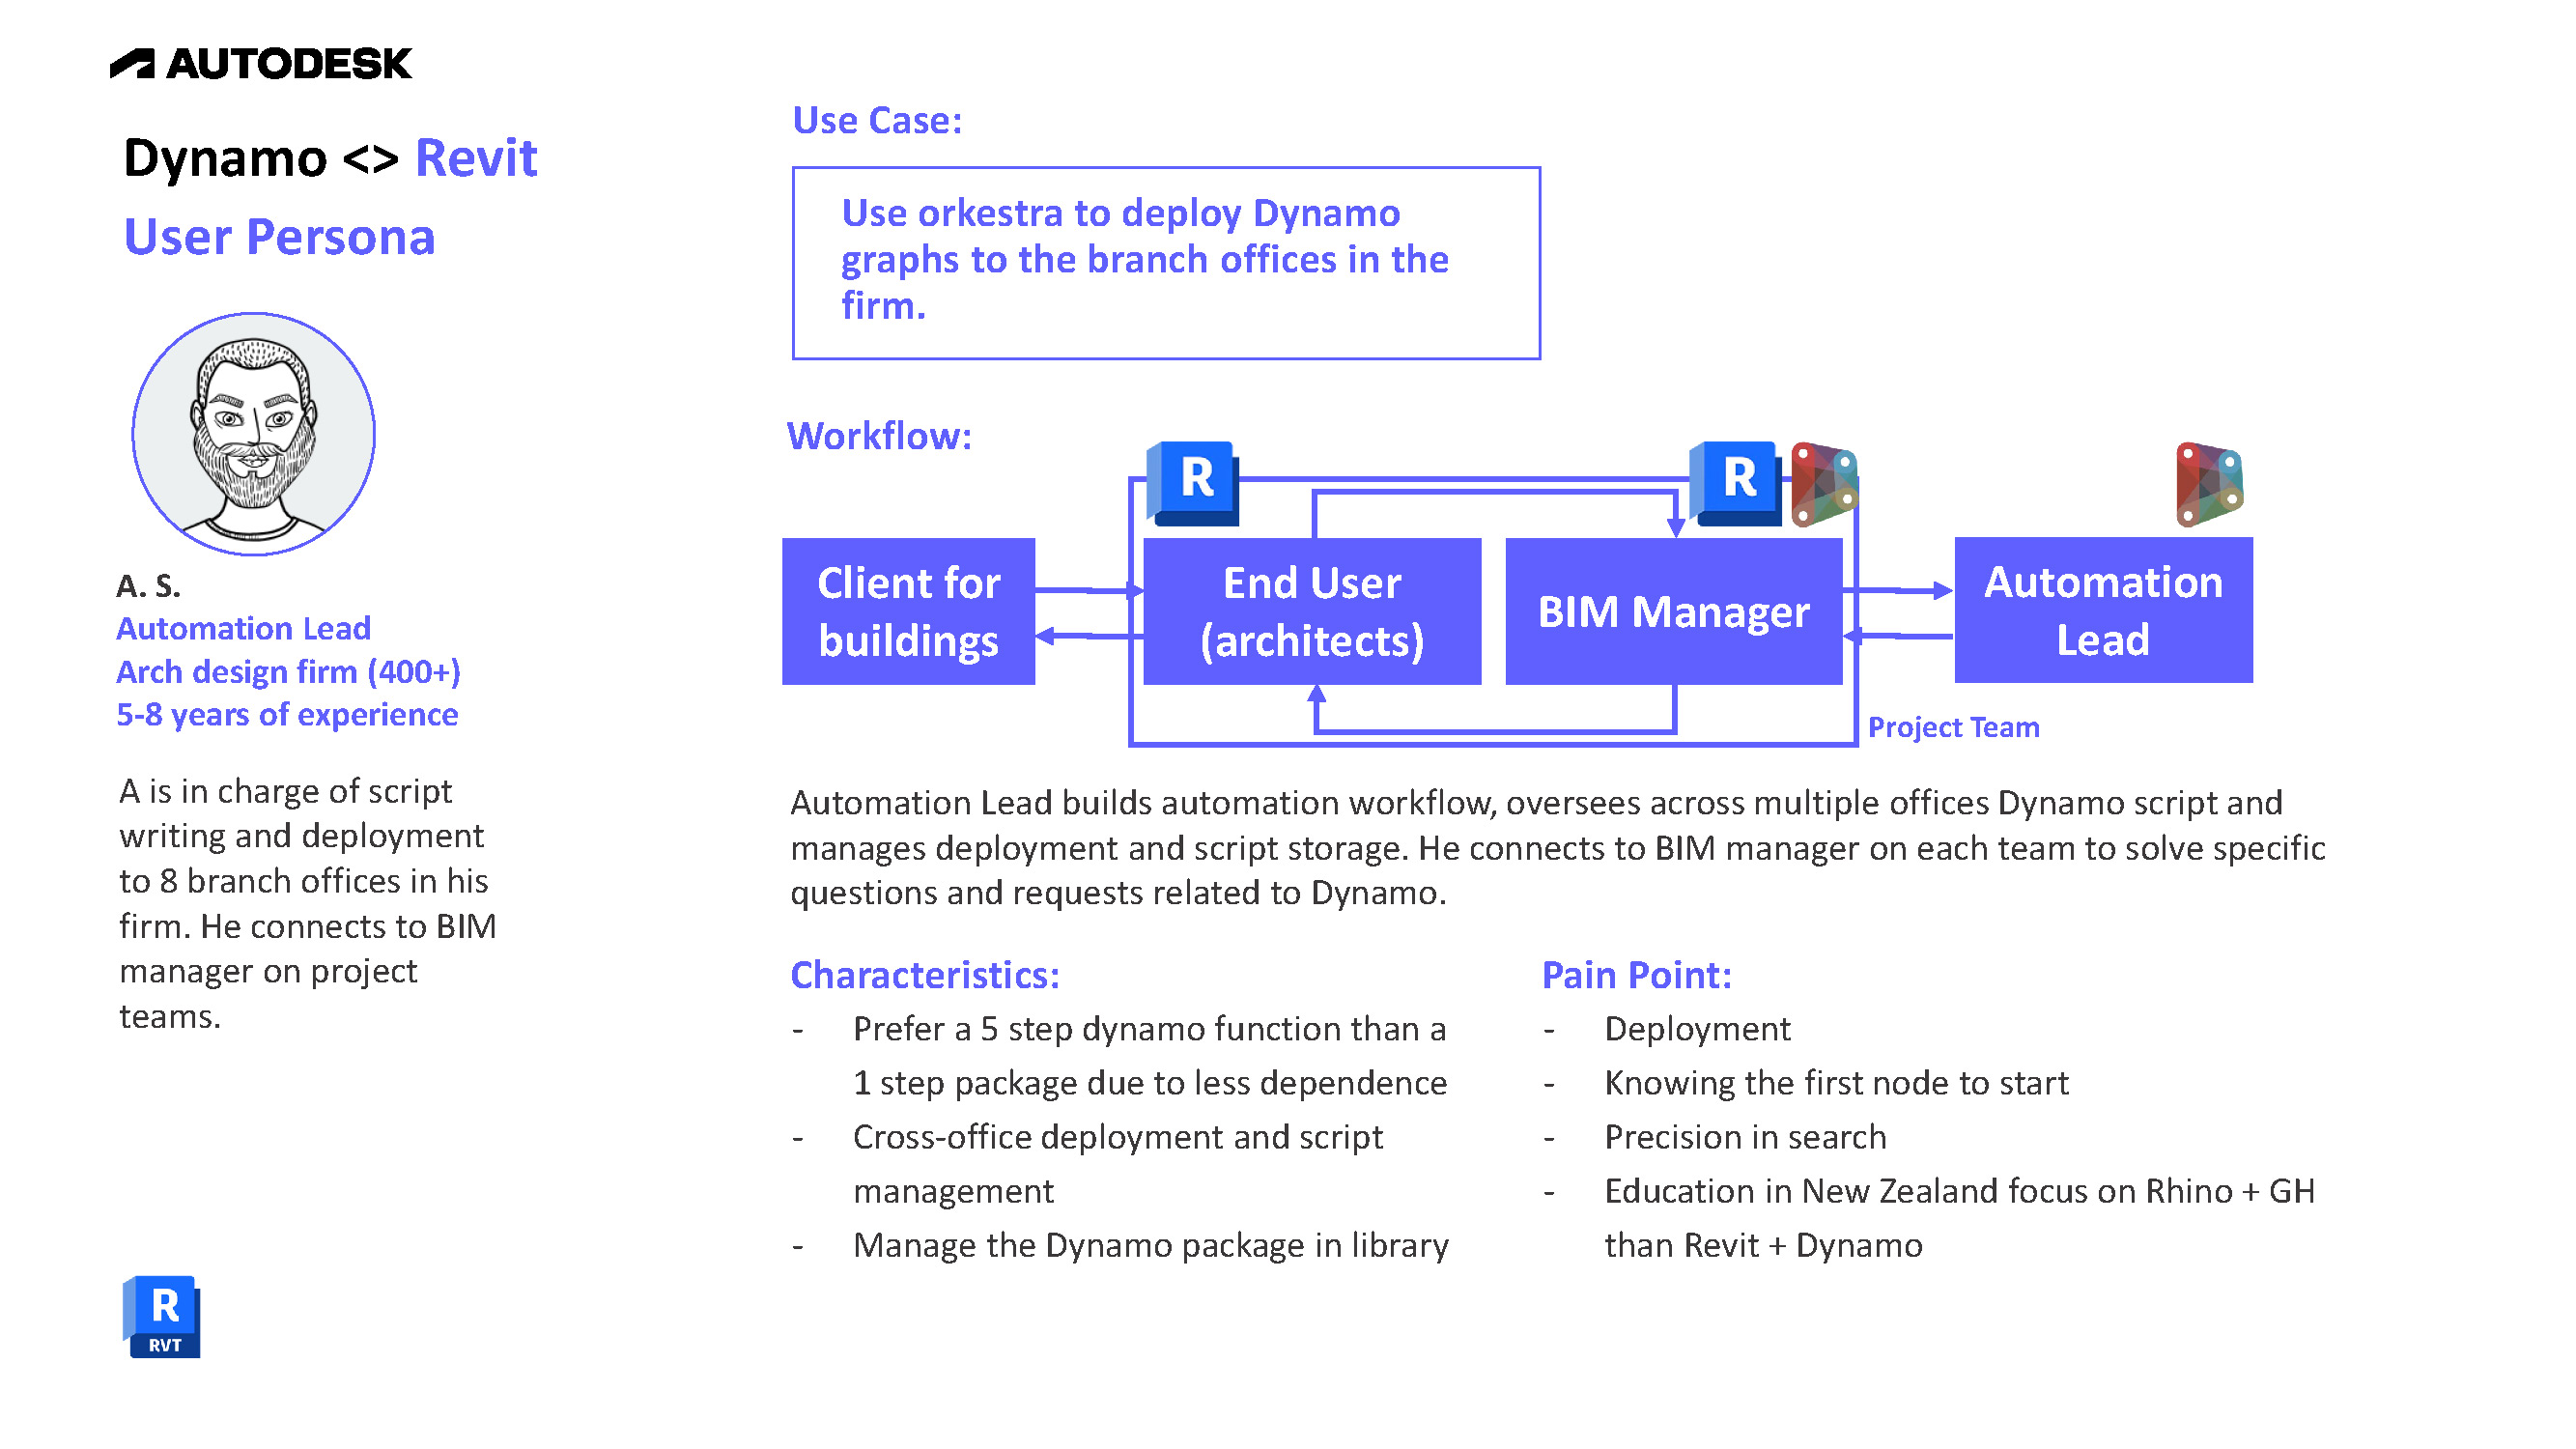 AUTODESK
Dynamo <> Revit
User Persona
A. S.
Automation Lead
Arch design firm (400+)
5-8 years of experience
A is in charge of script
writing and deployment
to 8 branch offices in his
firm. He connects to BIM
manager on project
teams.
R
RVT
Use Case:
Use orkestra to deploy Dynamo
graphs to the branch offices in the
firm.
Workflow:
R
R
Client for
buildings
End User
(architects)
BIM Manager
Automation
Lead
Project Team
Automation Lead builds automation workflow, oversees across multiple offices Dynamo script and
manages deployment and script storage. He connects to BIM manager on each team to solve specific
questions and requests related to Dynamo.
Characteristics:
- Prefer a 5 step dynamo function than a
1 step package due to less dependence
- Cross-office deployment and script
management
- Manage the Dynamo package in library
Pain Point:
- Deployment
- Knowing the first node to start
- Precision in search
- Education in New Zealand focus on Rhino + GH
than Revit + Dynamo